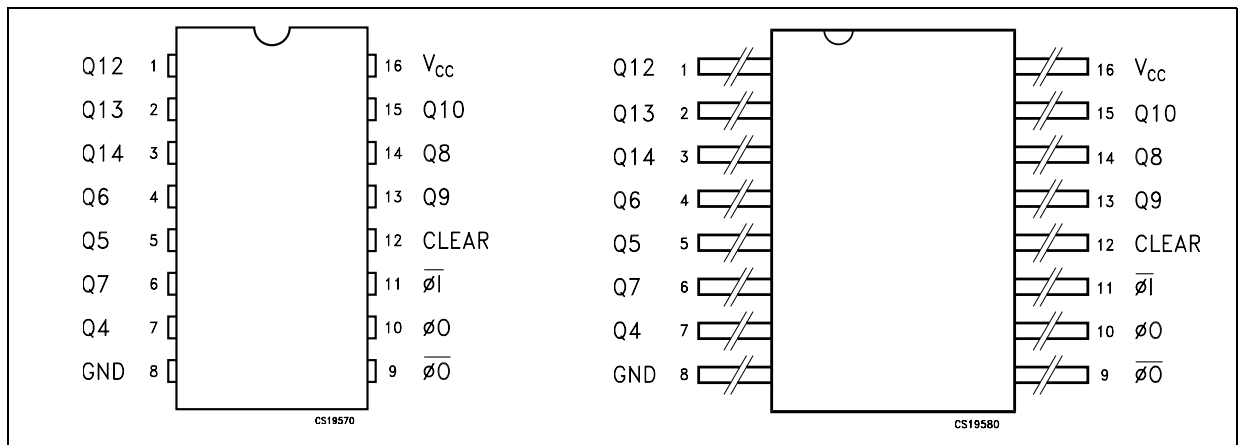 Q12 1 16 V_CC
Q13 2 15 Q10
Q14 3 14 Q8
Q6 4 13 Q9
Q5 5 12 CLEAR
Q7 6 11 øI̅
Q4 7 10 øO
GND 8 9 ø̅O̅
CS19570
Q12 1 16 V_CC
Q13 2 15 Q10
Q14 3 14 Q8
Q6 4 13 Q9
Q5 5 12 CLEAR
Q7 6 11 ø̅I̅
Q4 7 10 øO
GND 8 9 ø̅O̅
CS19580